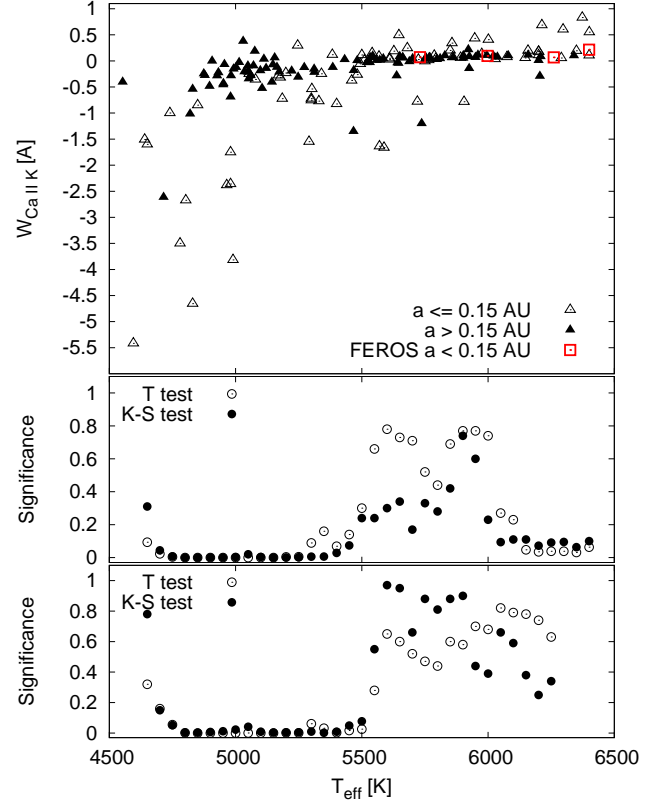 1
0.5
0
-0.5
-1
-1.5
-2
-2.5
-3
-3.5
-4
-4.5
-5
-5.5
W_Ca II K [A]
a <= 0.15 AU
a > 0.15 AU
FEROS a < 0.15 AU
1
0.8
0.6
0.4
0.2
0
Significance
T test
K-S test
1
0.8
0.6
0.4
0.2
0
Significance
T test
K-S test
4500 5000 5500 6000 6500
T_eff [K]